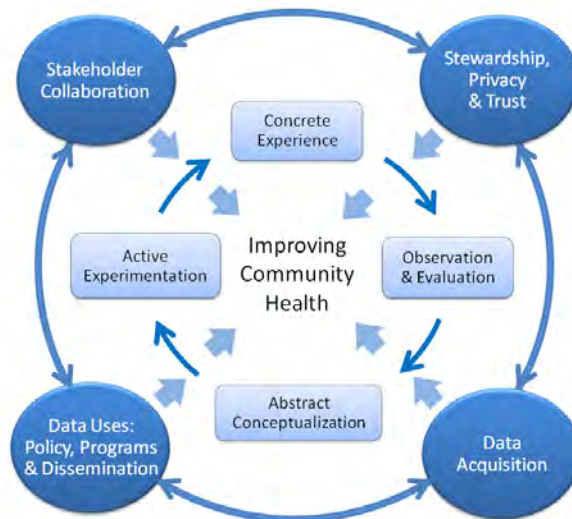 Stakeholder
Collaboration
Stewardship,
Privacy
& Trust
Concrete
Experience
Active
Experimentation
Improving
Community
Health
Observation
& Evaluation
Abstract
Conceptualization
Data Uses:
Policy, Programs
& Dissemination
Data
Acquisition